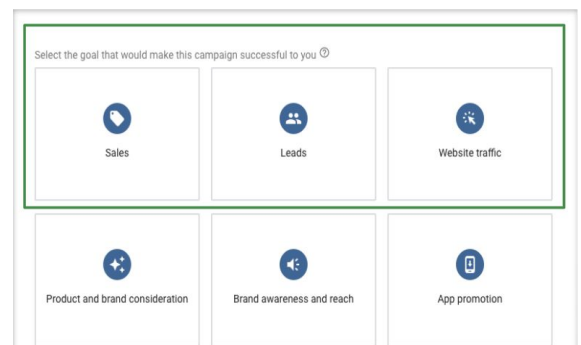 Select the goal that would make this campaign successful to you
Sales
Leads
Website traffic
Product and brand consideration
Brand awareness and reach
App promotion